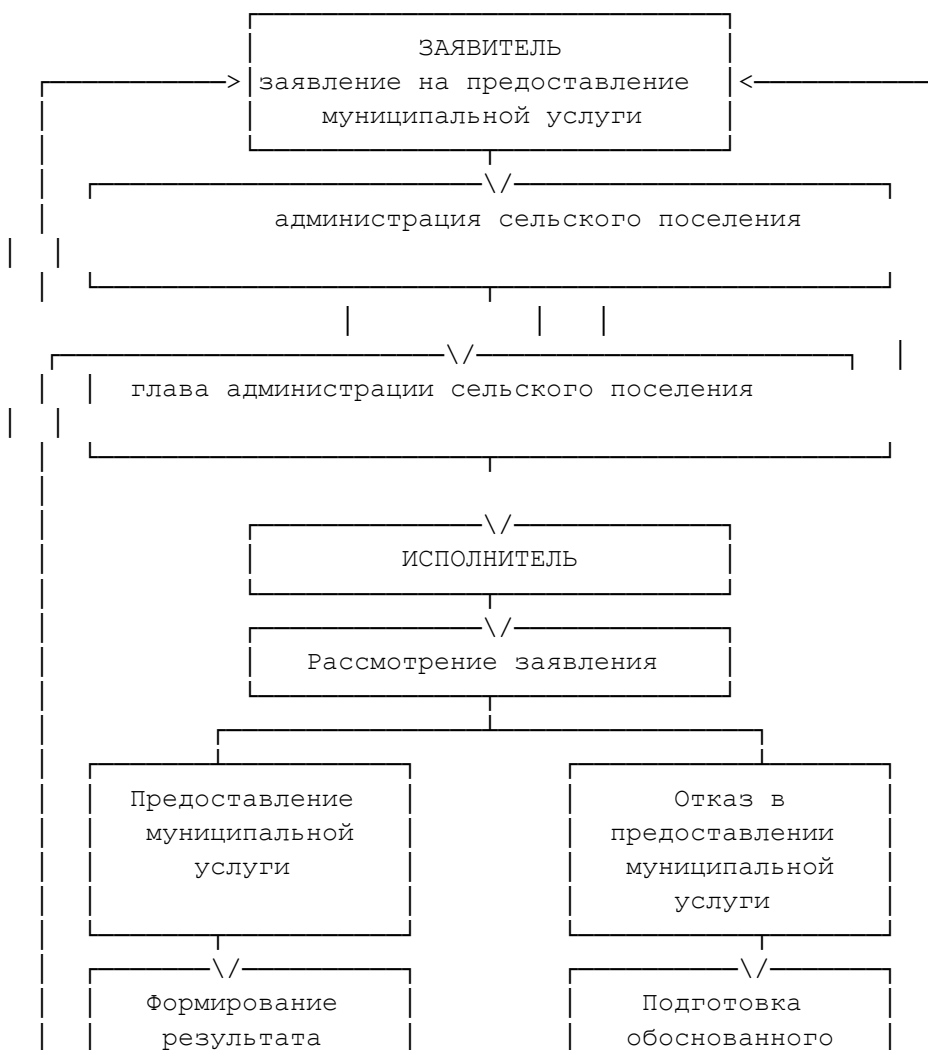 ЗАЯВИТЕЛЬ
заявление на предоставление
муниципальной услуги
администрация сельского поселения
глава администрации сельского поселения
ИСПОЛНИТЕЛЬ
Рассмотрение заявления
Предоставление
муниципальной
услуги
Отказ в
предоставлении
муниципальной
услуги
Формирование
результата
Подготовка
обоснованного